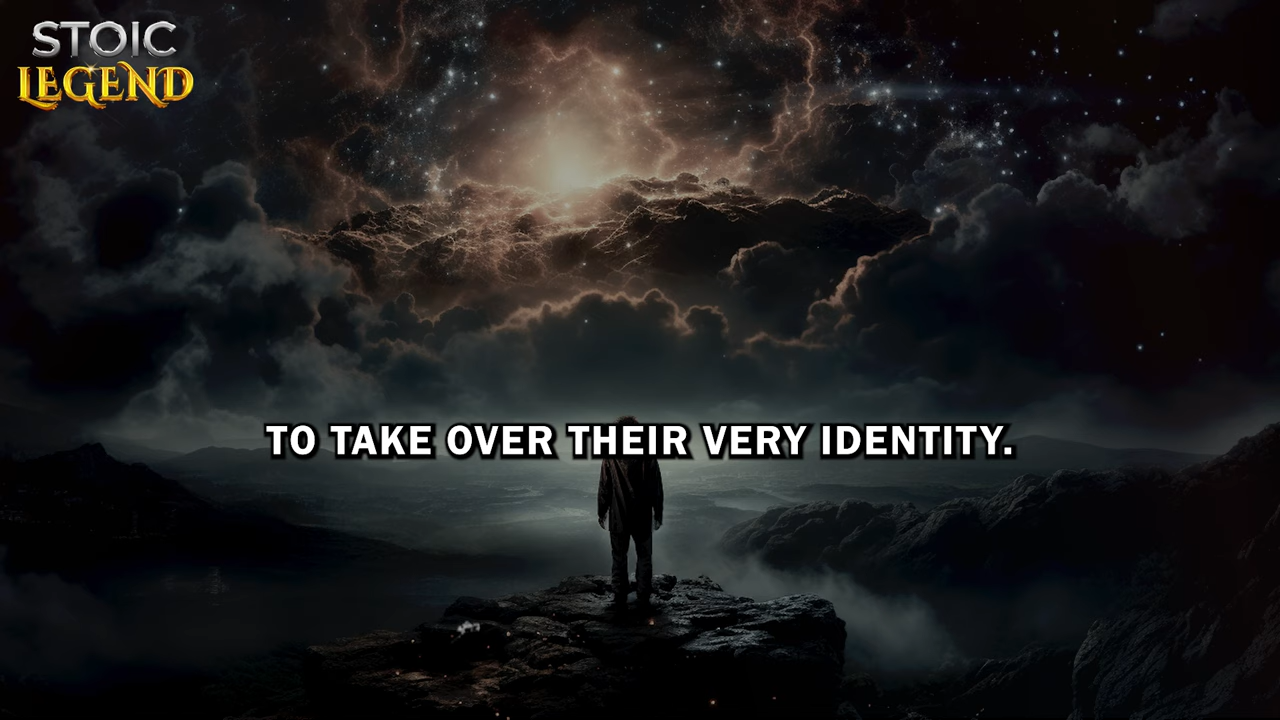 STOIC
LEGEND
TO TAKE OVER THEIR VERY IDENTITY.